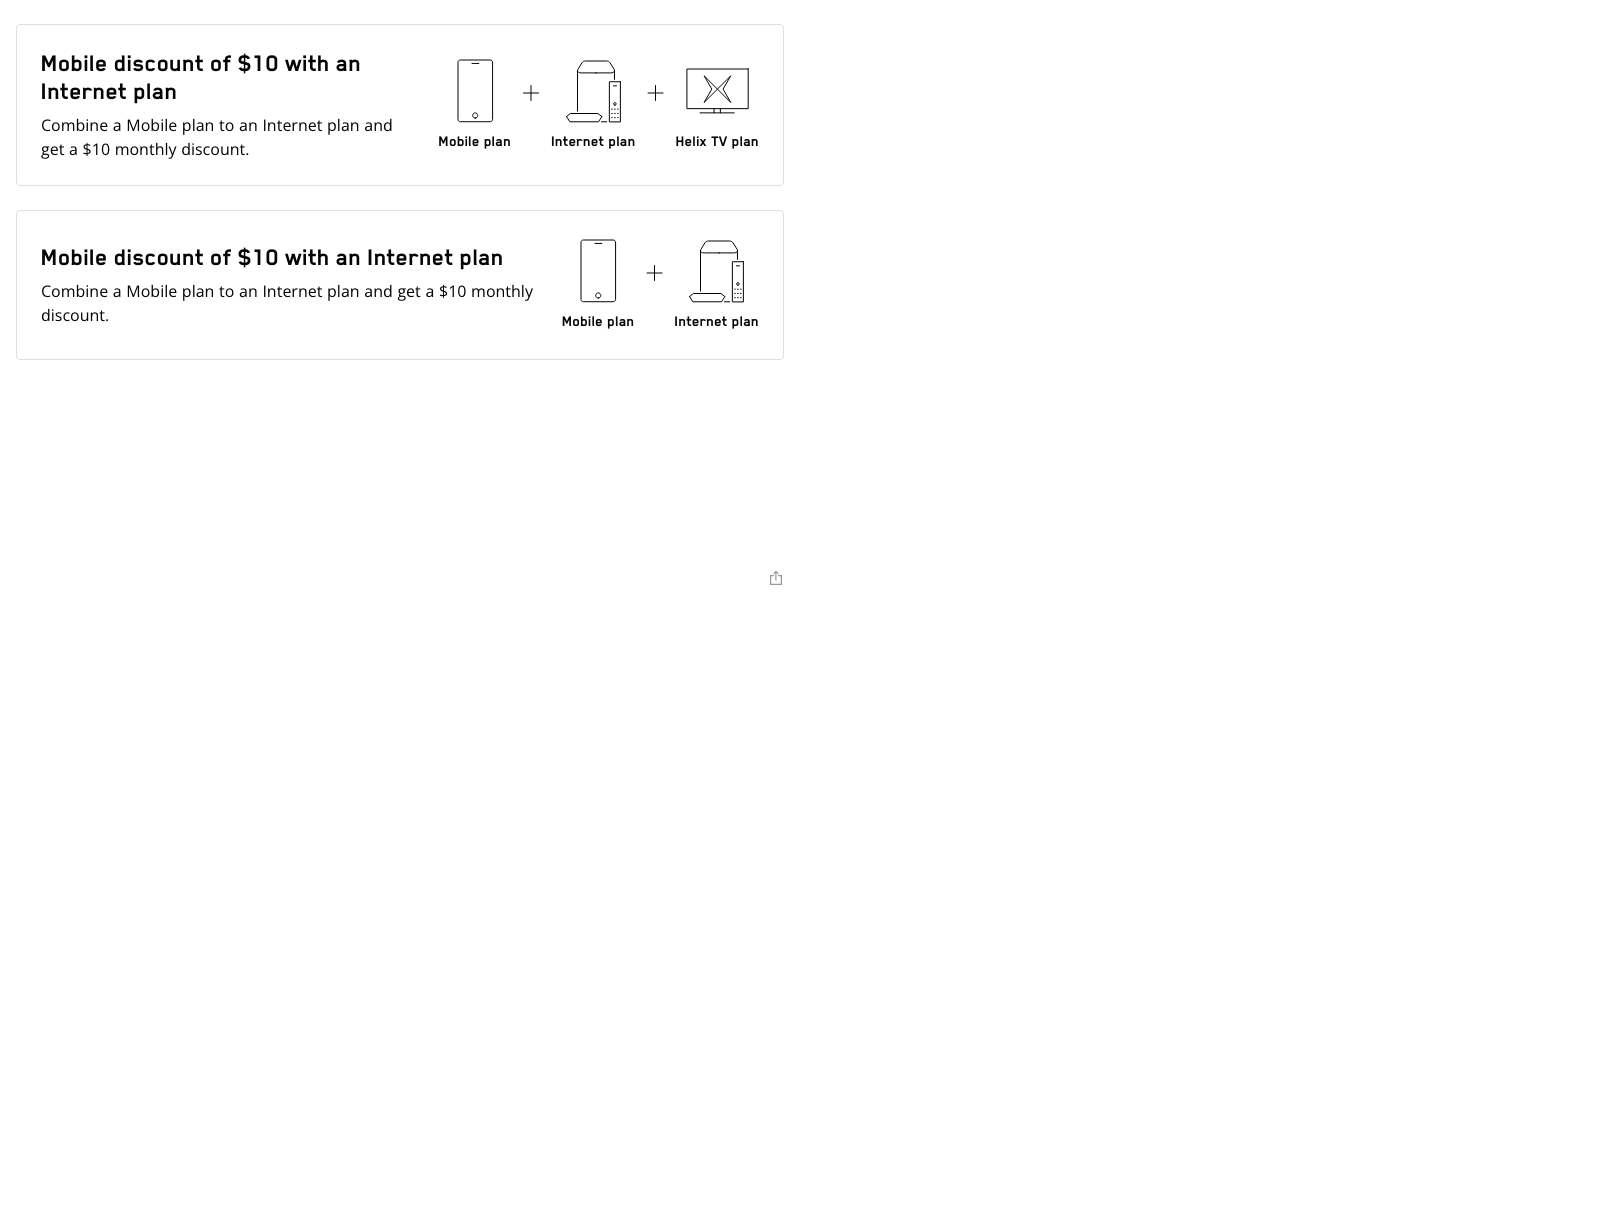 Mobile discount of $10 with an
Internet plan
Combine a Mobile plan to an Internet plan and
get a $10 monthly discount.
Mobile plan
Internet plan
Helix TV plan
Mobile discount of $10 with an Internet plan
Combine a Mobile plan to an Internet plan and get a $10 monthly
discount.
Mobile plan
Internet plan